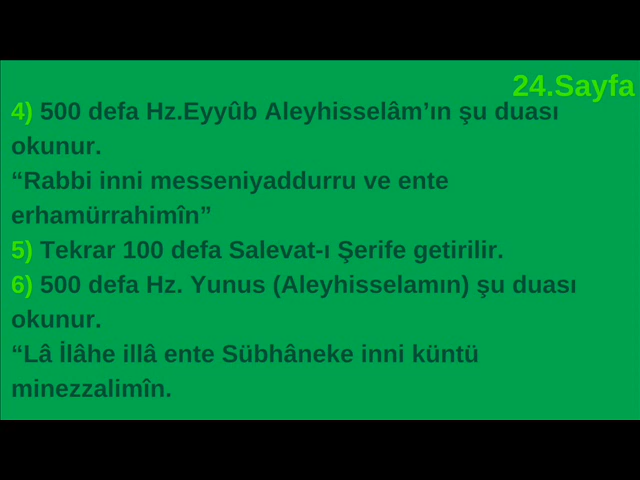 24.Sayfa
4) 500 defa Hz.Eyyûb Aleyhisselâm’ın şu duası
okunur.
“Rabbi inni messeniyaddurru ve ente
erhamürrahimîn”
5) Tekrar 100 defa Salevat-ı Şerife getirilir.
6) 500 defa Hz. Yunus (Aleyhisselamın) şu duası
okunur.
“Lâ İlâhe illâ ente Sübhâneke inni küntü
minezzalimîn.